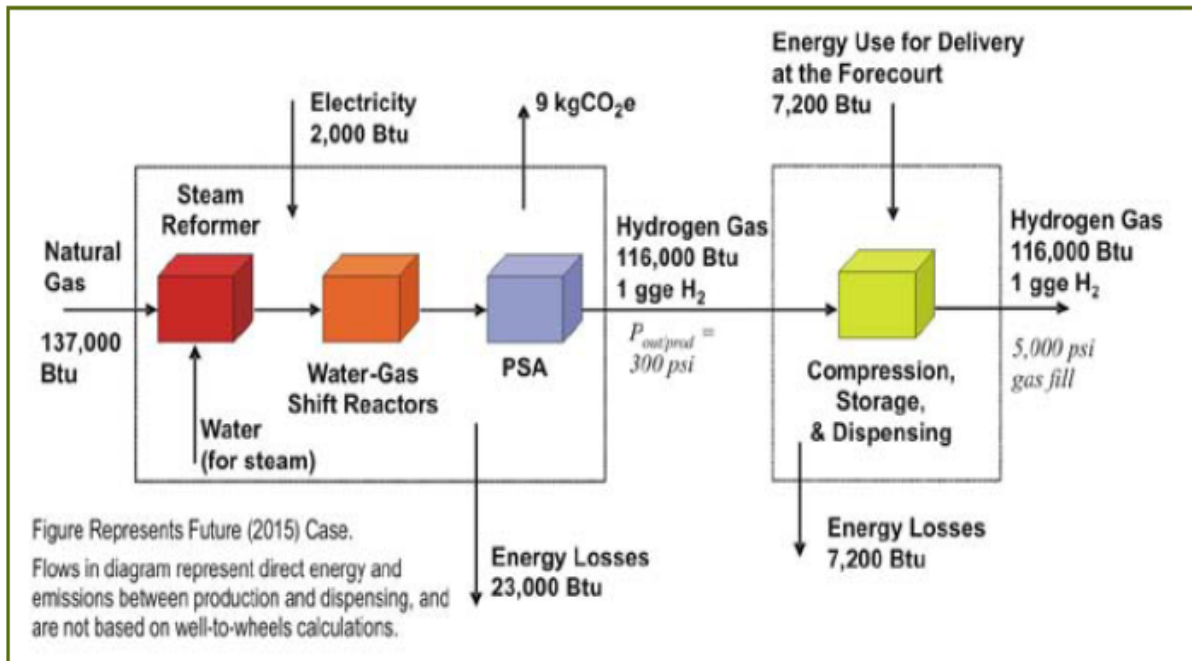 Energy Use for Delivery
at the Forecourt
7,200 Btu
Electricity
2,000 Btu
9 kgCO₂e
Steam
Reformer
Natural
Gas
137,000
Btu
Water
(for steam)
Water-Gas
Shift Reactors
PSA
Hydrogen Gas
116,000 Btu
1 gge H₂
P out/prod =
300 psi
Compression,
Storage,
& Dispensing
Hydrogen Gas
116,000 Btu
1 gge H₂
5,000 psi
gas fill
Energy Losses
23,000 Btu
Energy Losses
7,200 Btu
Figure Represents Future (2015) Case.
Flows in diagram represent direct energy and
emissions between production and dispensing, and
are not based on well-to-wheels calculations.